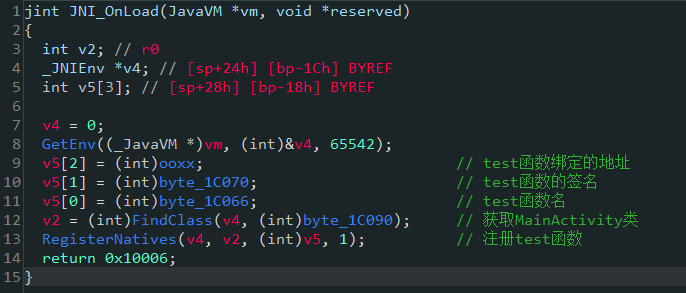 1 jint JNI_OnLoad(JavaVM *vm, void *reserved)
2 {
3 int v2; // r0
4 _JNIEnv *v4; // [sp+24h] [bp-1Ch] BYREF
5 int v5[3]; // [sp+28h] [bp-18h] BYREF
6
7 v4 = 0;
8 GetEnv((_JavaVM *)vm, (int)&v4, 65542);
9 v5[2] = (int)ooxx; // test函数绑定的地址
10 v5[1] = (int)byte_1C070; // test函数的签名
11 v5[0] = (int)byte_1C066; // test函数名
12 v2 = (int)FindClass(v4, (int)byte_1C090); // 获取MainActivity类
13 RegisterNatives(v4, v2, (int)v5, 1); // 注册test函数
14 return 0x10006;
15 }